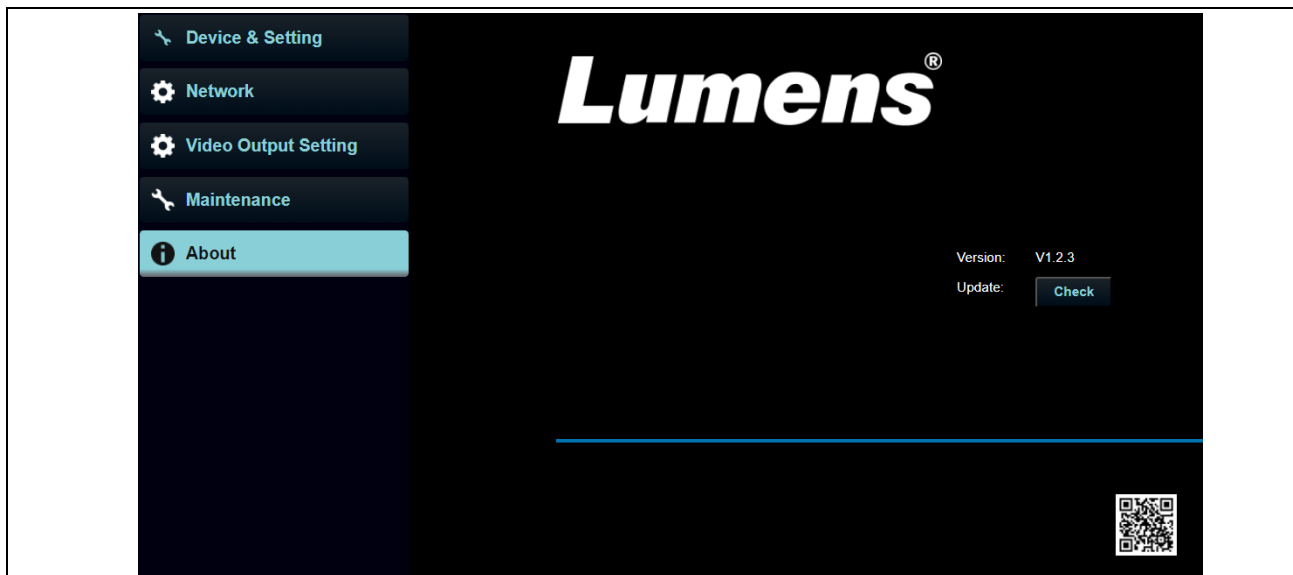 Device & Setting
Network
Video Output Setting
Maintenance
About
Lumens®
Version: V1.2.3
Update: Check